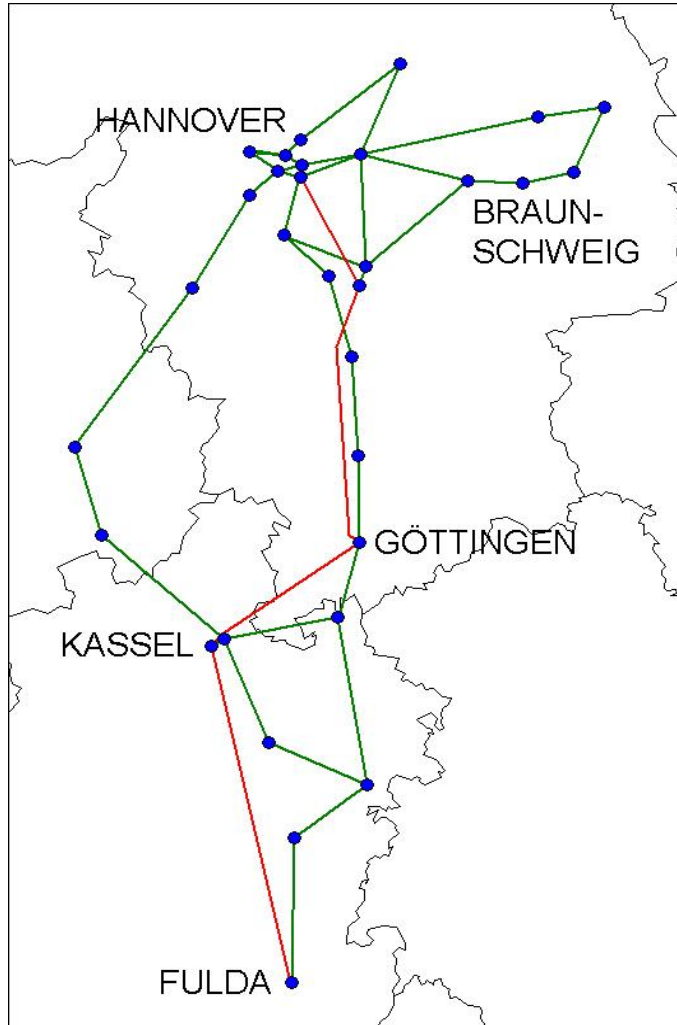 HANNOVER
BRAUN-
SCHWEIG
GÖTTINGEN
KASSEL
FULDA